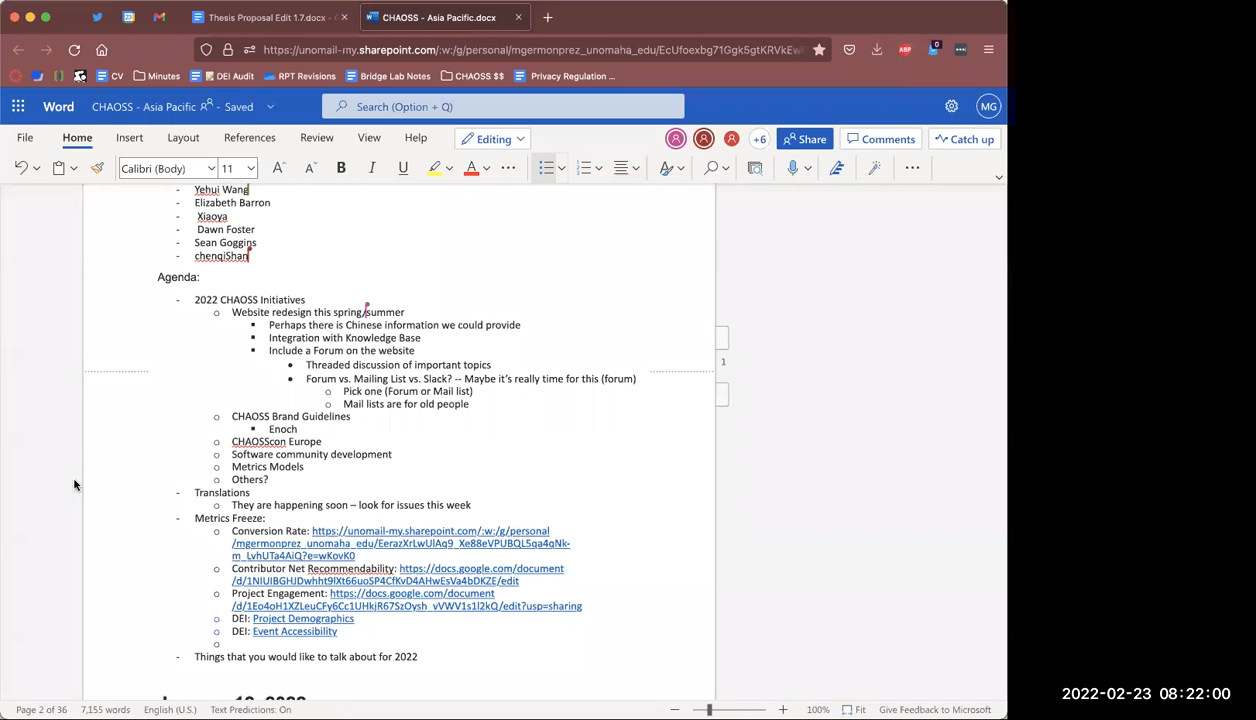 Thesis Proposal Edit 1.7.docx -
CHAOSS - Asia Pacific.docx
https://unomail-my.sharepoint.com/:w:/g/personal/mgermonprez_unomaha_edu/EcUfoexbg71Ggk5gtKRVkEw
CV
Minutes
DEI Audit
RPT Revisions
Bridge Lab Notes
CHAOSS $$
Privacy Regulation ...
Word
CHAOSS - Asia Pacific - Saved
Search (Option + Q)
MG
File
Home
Insert
Layout
References
Review
View
Help
Editing
+6
Share
Comments
Catch up
Calibri (Body)
11
Yehui Wang
- Elizabeth Barron
- Xiaoya
- Dawn Foster
- Sean Goggins
- chenqiShan
Agenda:
- 2022 CHAOSS Initiatives
o Website redesign this spring/summer
▪ Perhaps there is Chinese information we could provide
▪ Integration with Knowledge Base
▪ Include a Forum on the website
• Threaded discussion of important topics
• Forum vs. Mailing List vs. Slack? -- Maybe it's really time for this (forum)
o Pick one (Forum or Mail list)
o Mail lists are for old people
o CHAOSS Brand Guidelines
▪ Enoch
o CHAOSScon Europe
o Software community development
o Metrics Models
o Others?
- Translations
o They are happening soon – look for issues this week
- Metrics Freeze:
o Conversion Rate: https://unomail-my.sharepoint.com/:w:/g/personal
/mgermonprez_unomaha_edu/EerazXrLwUlAq9_Xe88eVPUBQL5qa4qNk-
m_LvhUTa4AiQ?e=wKovK0
o Contributor Net Recommendability: https://docs.google.com/document
/d/1NIUIBGHJDwhht9lXt66uoSP4CfKvD4AHwEsVa4bDKZE/edit
o Project Engagement: https://docs.google.com/document
/d/1Eo4oH1XZLeuCFy6Cc1UHkjR67SzOysh_vVWV1s1l2kQ/edit?usp=sharing
o DEI: Project Demographics
o DEI: Event Accessibility
o
- Things that you would like to talk about for 2022
1
Page 2 of 36
7,155 words
English (U.S.)
Text Predictions: On
100%
Fit
Give Feedback to Microsoft
2022-02-23 08:22:00